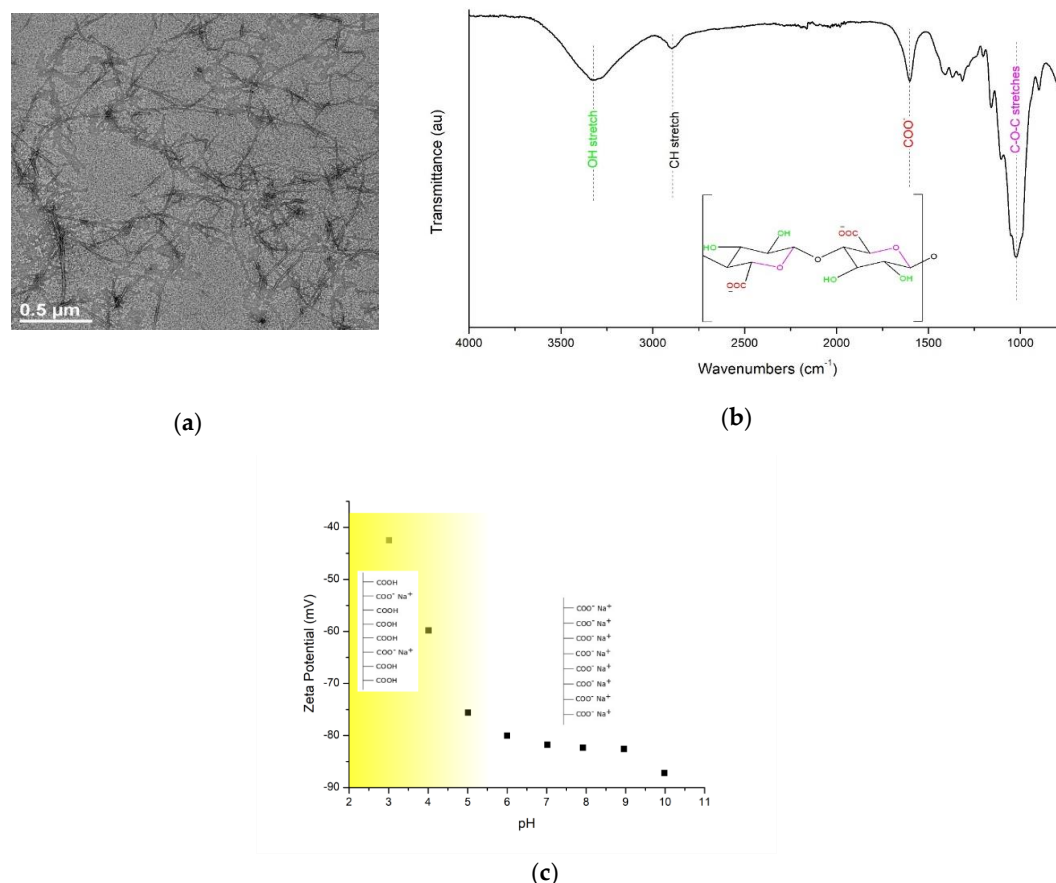 0.5 µm
(a)
Transmittance (au)
OH stretch
CH stretch
COO⁻
C-O-C stretches
OH
HO
OOC
−
O
O
OOC
−
O
HO
OH
O
4000 3500 3000 2500 2000 1500 1000
Wavenumbers (cm⁻¹)
(b)
Zeta Potential (mV)
-40
-50
-60
-70
-80
-90
COOH
COO⁻ Na⁺
COOH
COOH
COOH
COO⁻ Na⁺
COOH
COOH
COO⁻ Na⁺
COO⁻ Na⁺
COO⁻ Na⁺
COO⁻ Na⁺
COO⁻ Na⁺
COO⁻ Na⁺
COO⁻ Na⁺
COO⁻ Na⁺
2 3 4 5 6 7 8 9 10 11
pH
(c)